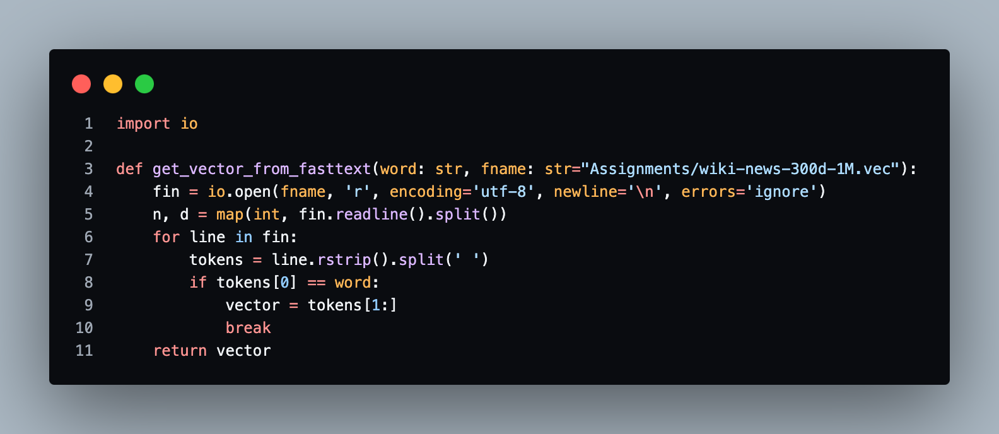 1 import io
2
3 def get_vector_from_fasttext(word: str, fname: str="Assignments/wiki-news-300d-1M.vec"):
4     fin = io.open(fname, 'r', encoding='utf-8', newline='\n', errors='ignore')
5     n, d = map(int, fin.readline().split())
6     for line in fin:
7         tokens = line.rstrip().split(' ')
8         if tokens[0] == word:
9             vector = tokens[1:]
10             break
11     return vector